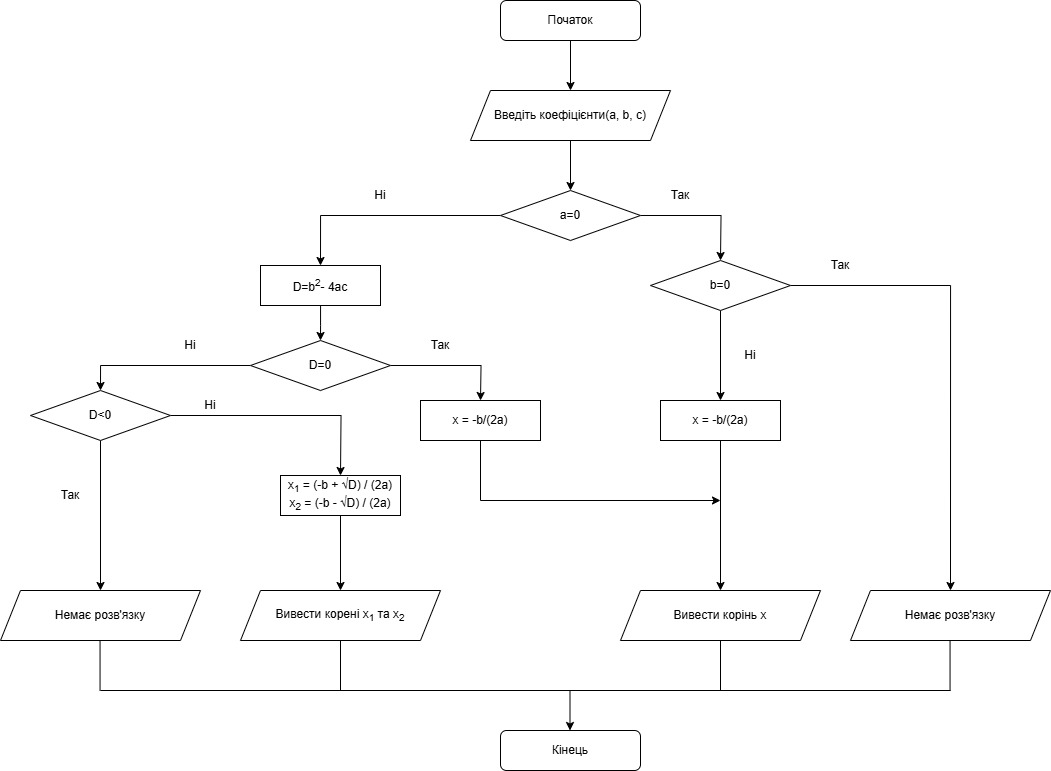 Початок
Введіть коефіцієнти(a, b, c)
Ні
Так
a=0
Так
D=b²- 4ac
b=0
Ні
Так
D=0
Ні
D<0
Ні
x = -b/(2a)
x = -b/(2a)
Так
x₁ = (-b + √D) / (2a)
x₂ = (-b - √D) / (2a)
Немає розв'язку
Вивести корені x₁ та x₂
Вивести корінь x
Немає розв'язку
Кінець